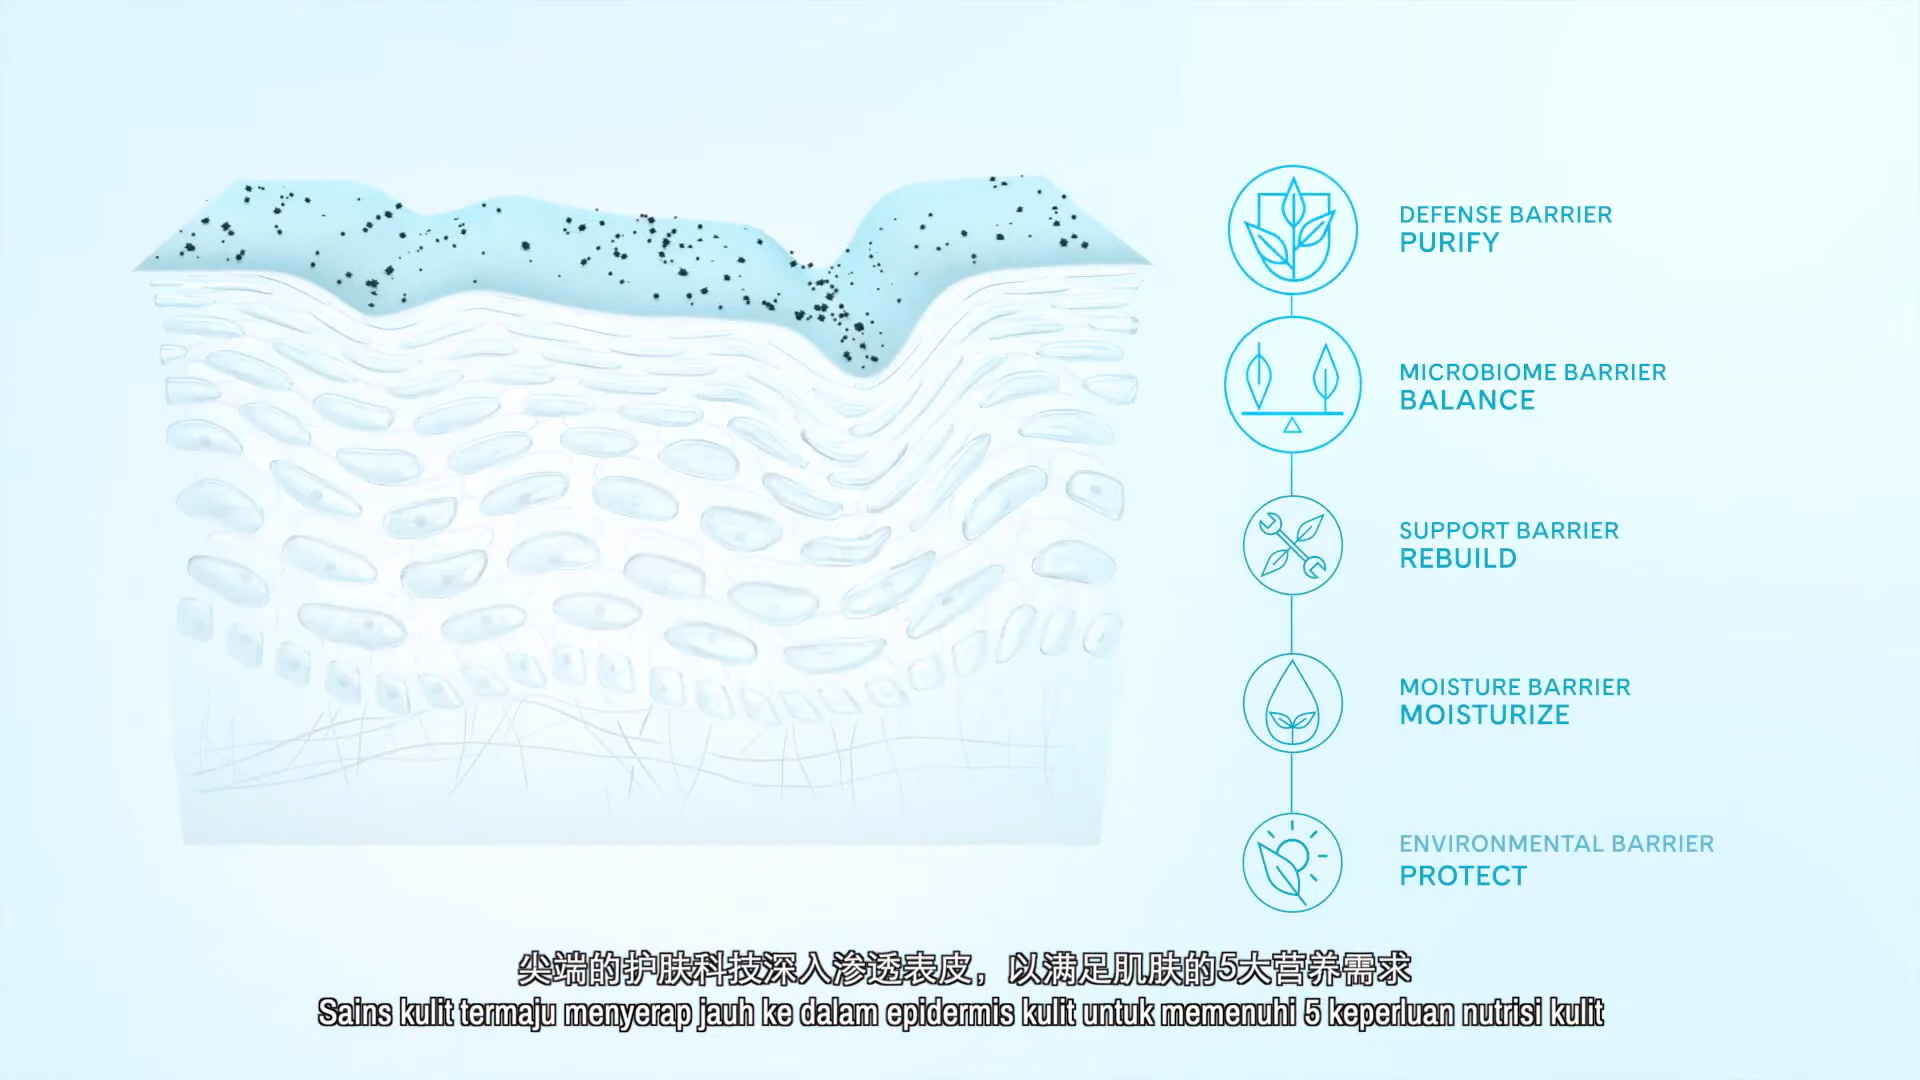 DEFENSE BARRIER
PURIFY
MICROBIOME BARRIER
BALANCE
SUPPORT BARRIER
REBUILD
MOISTURE BARRIER
MOISTURIZE
ENVIRONMENTAL BARRIER
PROTECT
尖端的护肤科技深入渗透表皮，以满足肌肤的5大营养需求
Sains kulit termaju menyerap jauh ke dalam epidermis kulit untuk memenuhi 5 keperluan nutrisi kulit